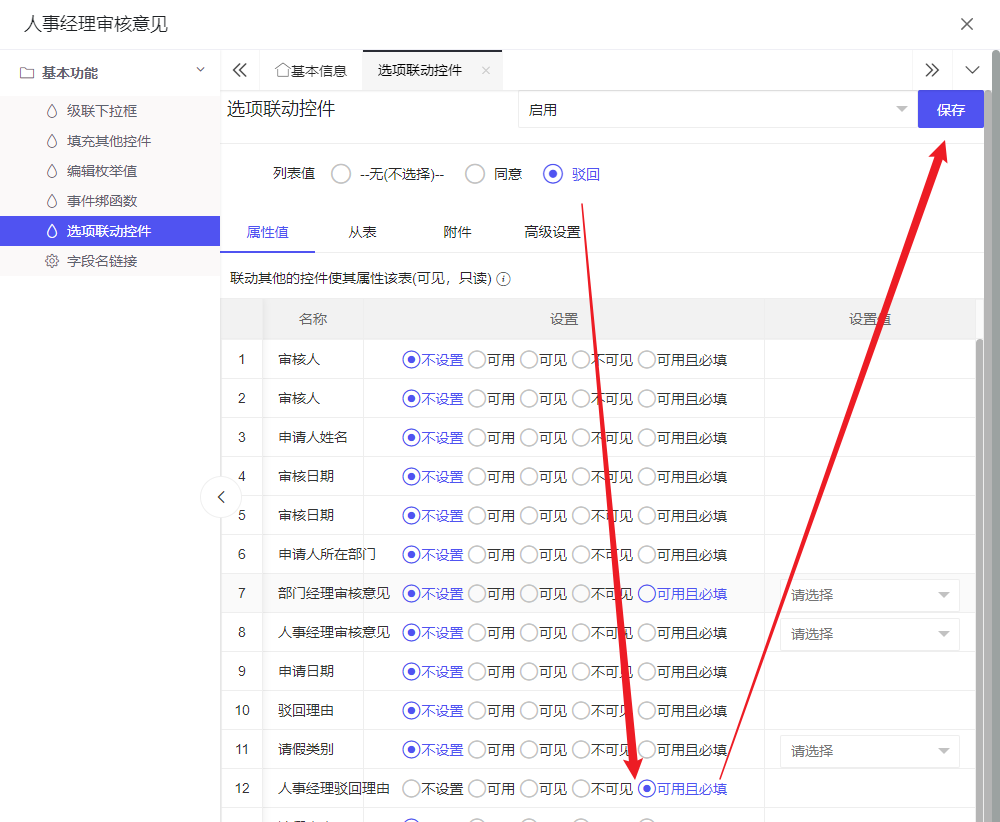 人事经理审核意见
基本功能
级联下拉框
填充其他控件
编辑枚举值
事件绑函数
选项联动控件
字段名链接
基本信息 选项联动控件
选项联动控件 启用 保存
列表值 --无(不选择)-- 同意 驳回
属性值 从表 附件 高级设置
联动其他的控件使其属性该表(可见，只读)
名称 设置 设置值
1 审核人 不设置 可用 可见 不可见 可用且必填
2 审核人 不设置 可用 可见 不可见 可用且必填
3 申请人姓名 不设置 可用 可见 不可见 可用且必填
4 审核日期 不设置 可用 可见 不可见 可用且必填
5 审核日期 不设置 可用 可见 不可见 可用且必填
6 申请人所在部门 不设置 可用 可见 不可见 可用且必填
7 部门经理审核意见 不设置 可用 可见 不可见 可用且必填 请选择
8 人事经理审核意见 不设置 可用 可见 不可见 可用且必填 请选择
9 申请日期 不设置 可用 可见 不可见 可用且必填
10 驳回理由 不设置 可用 可见 不可见 可用且必填
11 请假类别 不设置 可用 可见 不可见 可用且必填 请选择
12 人事经理驳回理由 不设置 可用 可见 不可见 可用且必填